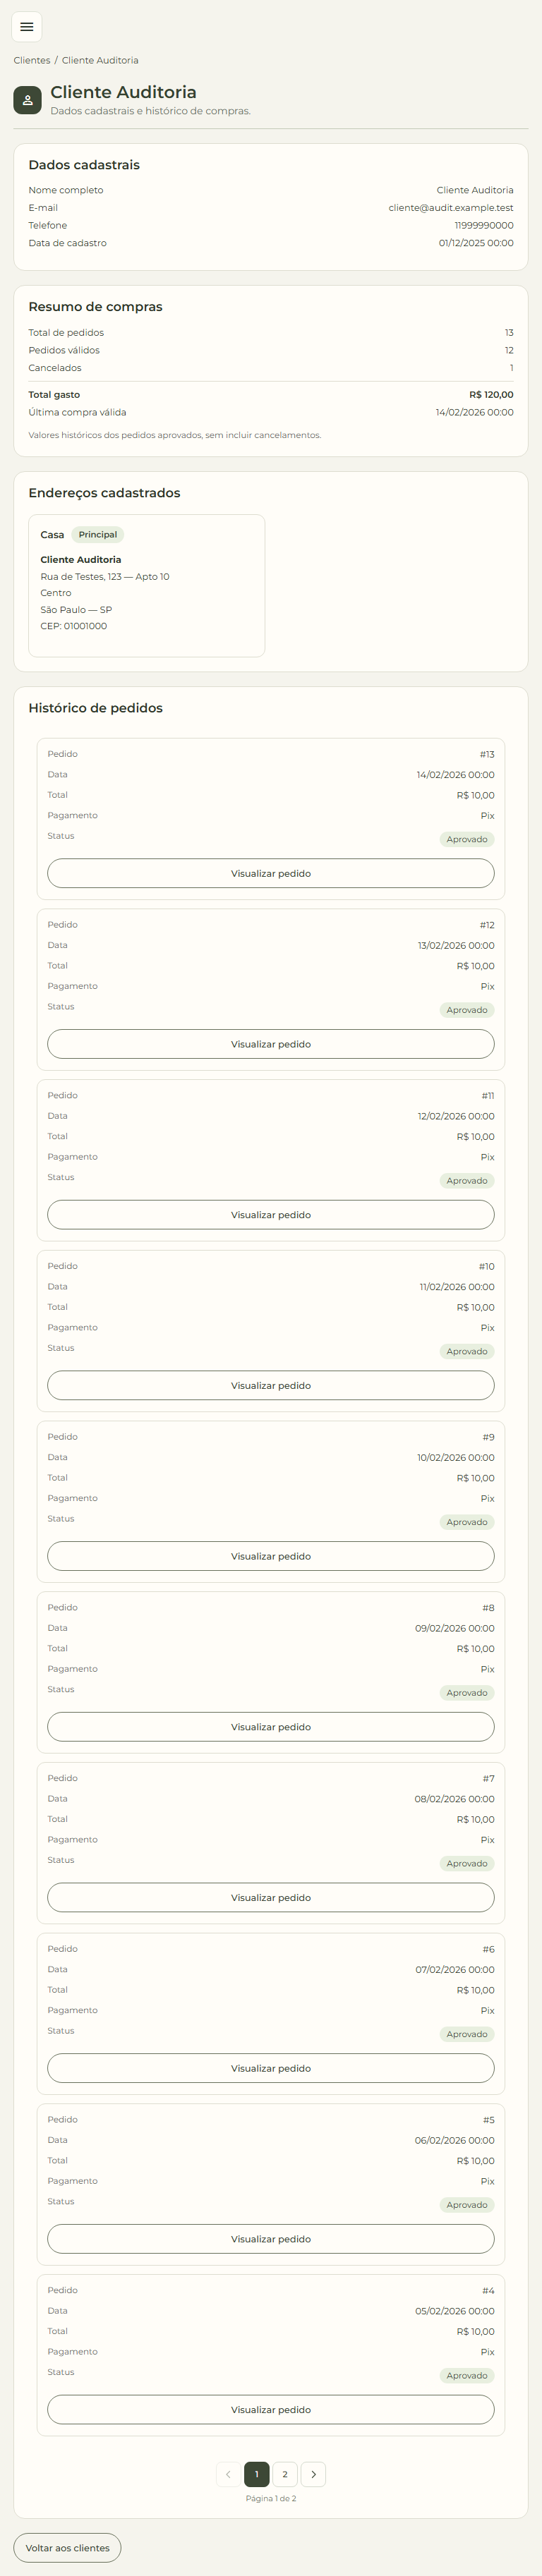 Clientes / Cliente Auditoria
Cliente Auditoria
Dados cadastrais e histórico de compras.
Dados cadastrais
Nome completo Cliente Auditoria
E-mail cliente@audit.example.test
Telefone 11999990000
Data de cadastro 01/12/2025 00:00
Resumo de compras
Total de pedidos 13
Pedidos válidos 12
Cancelados 1
Total gasto R$ 120,00
Última compra válida 14/02/2026 00:00
Valores históricos dos pedidos aprovados, sem incluir cancelamentos.
Endereços cadastrados
Casa Principal
Cliente Auditoria
Rua de Testes, 123 — Apto 10
Centro
São Paulo — SP
CEP: 01001000
Histórico de pedidos
Pedido #13
Data 14/02/2026 00:00
Total R$ 10,00
Pagamento Pix
Status Aprovado
Visualizar pedido
Pedido #12
Data 13/02/2026 00:00
Total R$ 10,00
Pagamento Pix
Status Aprovado
Visualizar pedido
Pedido #11
Data 12/02/2026 00:00
Total R$ 10,00
Pagamento Pix
Status Aprovado
Visualizar pedido
Pedido #10
Data 11/02/2026 00:00
Total R$ 10,00
Pagamento Pix
Status Aprovado
Visualizar pedido
Pedido #9
Data 10/02/2026 00:00
Total R$ 10,00
Pagamento Pix
Status Aprovado
Visualizar pedido
Pedido #8
Data 09/02/2026 00:00
Total R$ 10,00
Pagamento Pix
Status Aprovado
Visualizar pedido
Pedido #7
Data 08/02/2026 00:00
Total R$ 10,00
Pagamento Pix
Status Aprovado
Visualizar pedido
Pedido #6
Data 07/02/2026 00:00
Total R$ 10,00
Pagamento Pix
Status Aprovado
Visualizar pedido
Pedido #5
Data 06/02/2026 00:00
Total R$ 10,00
Pagamento Pix
Status Aprovado
Visualizar pedido
Pedido #4
Data 05/02/2026 00:00
Total R$ 10,00
Pagamento Pix
Status Aprovado
Visualizar pedido
1 2
Página 1 de 2
Voltar aos clientes